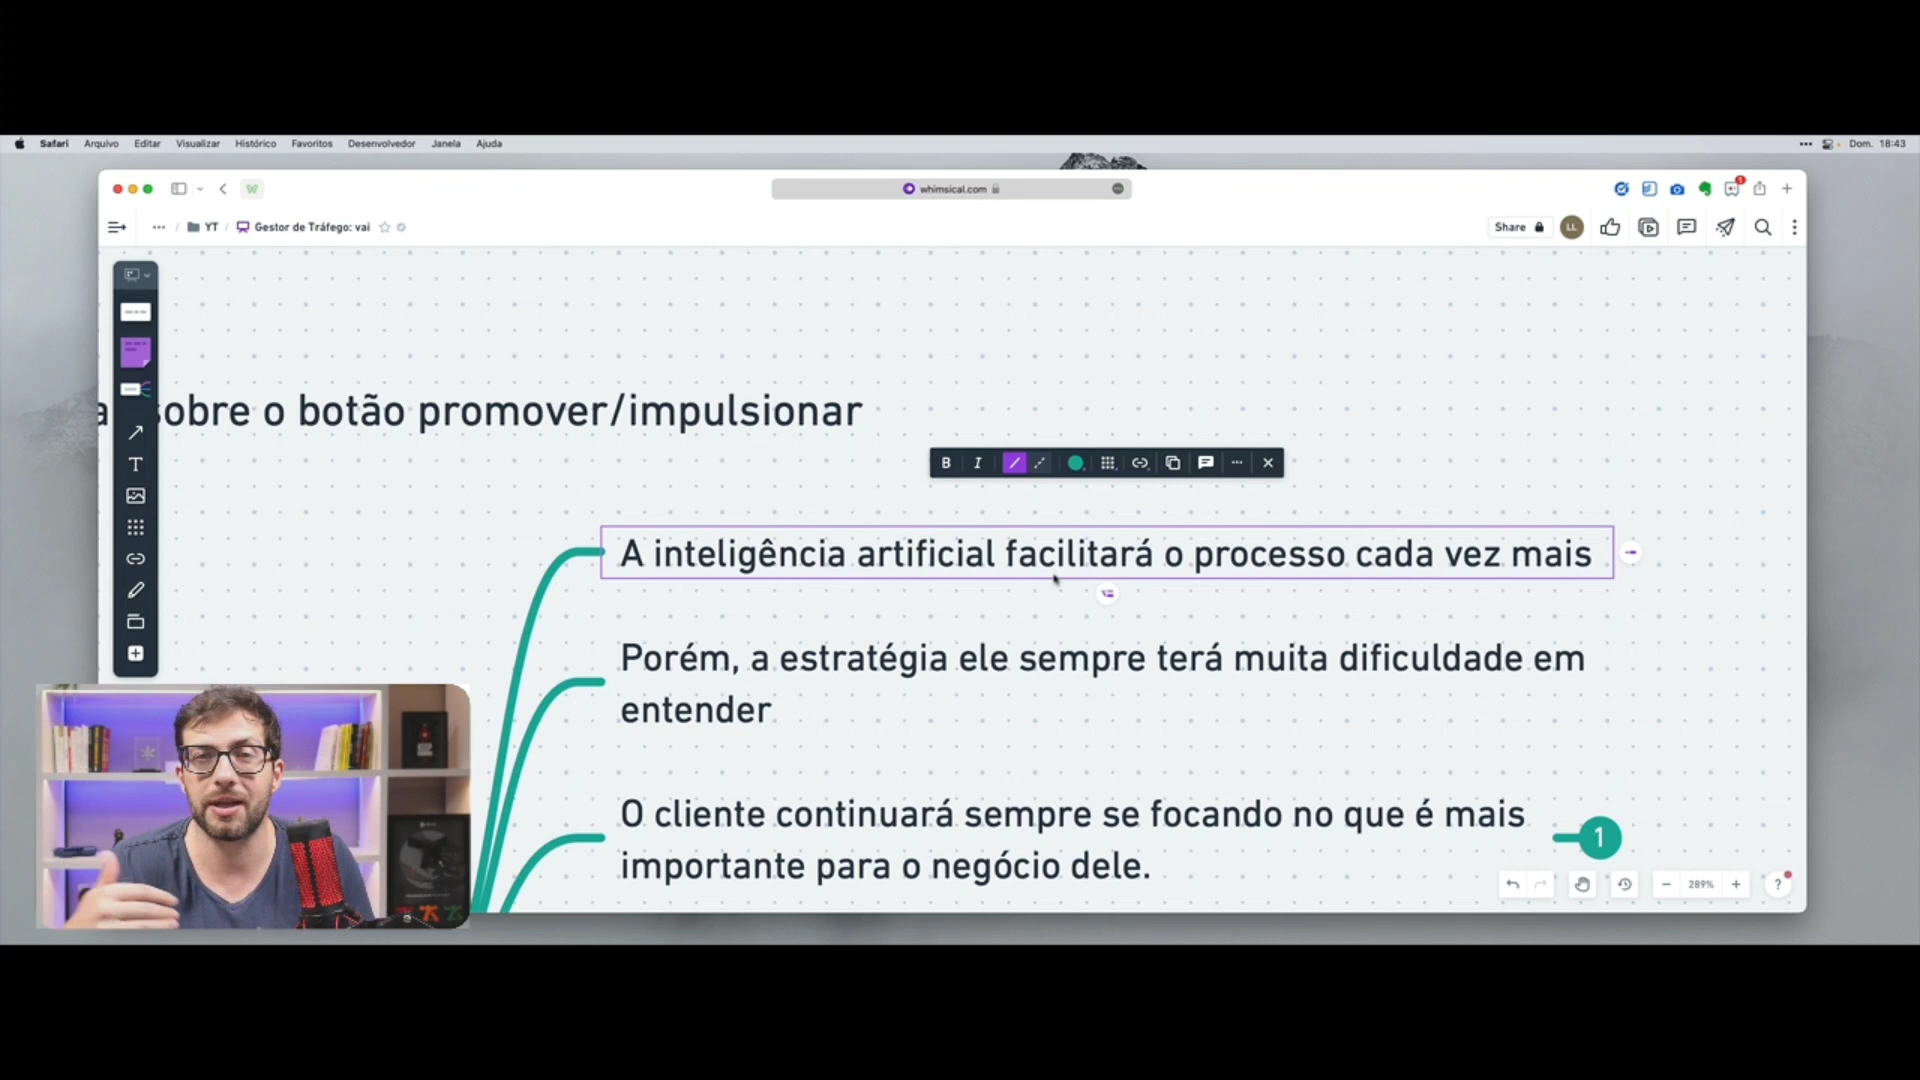 Safari Arquivo Editar Visualizar Histórico Favoritos Desenvolvedor Janela Ajuda
Dom. 18:43
whimsical.com
1
YT / Gestor de Tráfego: vai
Share
LL
sobre o botão promover/impulsionar
B I
A inteligência artificial facilitará o processo cada vez mais
Porém, a estratégia ele sempre terá muita dificuldade em
entender
O cliente continuará sempre se focando no que é mais
importante para o negócio dele.
1
289%
?